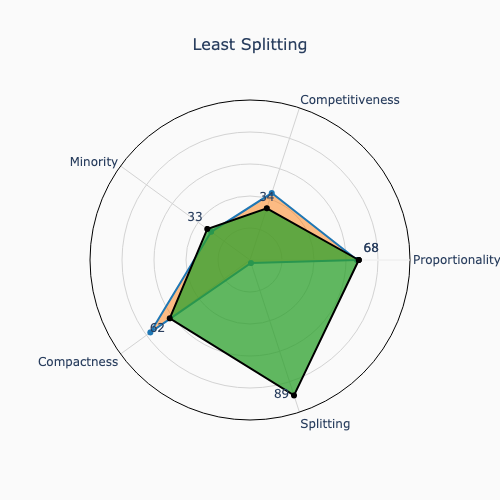 Least Splitting
Competitiveness
Minority
34
33
68
Proportionality
62
Compactness
89
Splitting